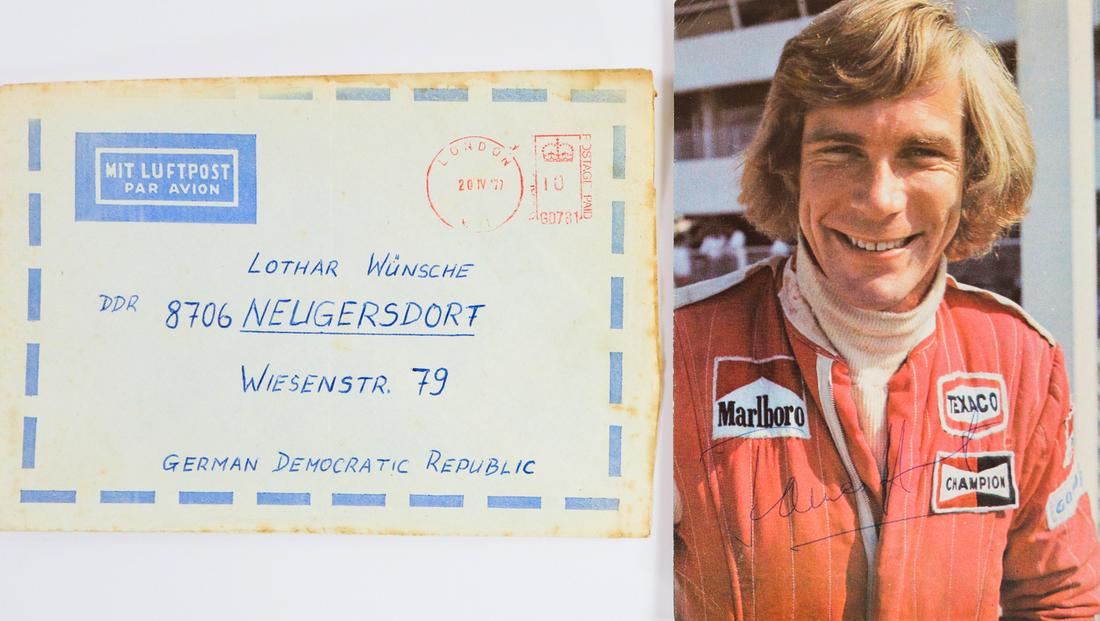 MIT LUFTPOST
PAR AVION
LONDON
20 IV '77
POSTAGE PAID
10
G0781
LOTHAR WÜNSCHE
DDR 8706 NEUGERSDORF
WIESENSTR. 79
GERMAN DEMOCRATIC REPUBLIC
Marlboro
TEXACO
CHAMPION